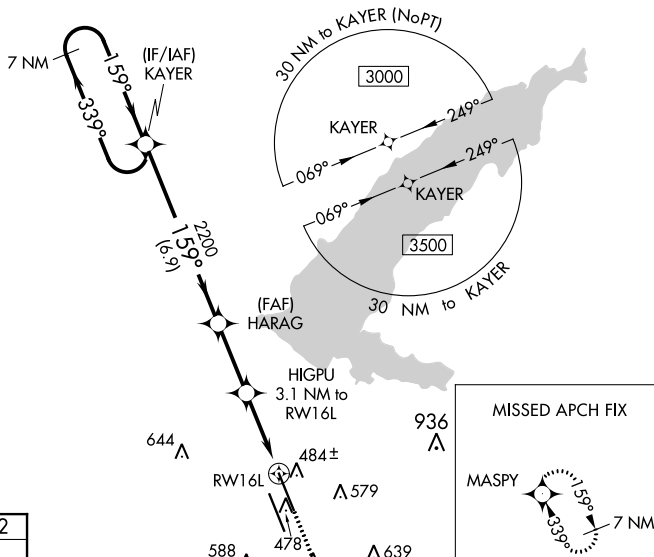 7 NM
159°
339°
(IF/IAF)
KAYER
30 NM to KAYER (NoPT)
3000
KAYER
249°
069°
249°
KAYER
069°
3500
30 NM to KAYER
2200
159°
(6.9)
(FAF)
HARAG
HIGPU
3.1 NM to
RW16L
644
936
484±
RW16L
579
588
478
639
MISSED APCH FIX
MASPY
159°
339°
7 NM
2